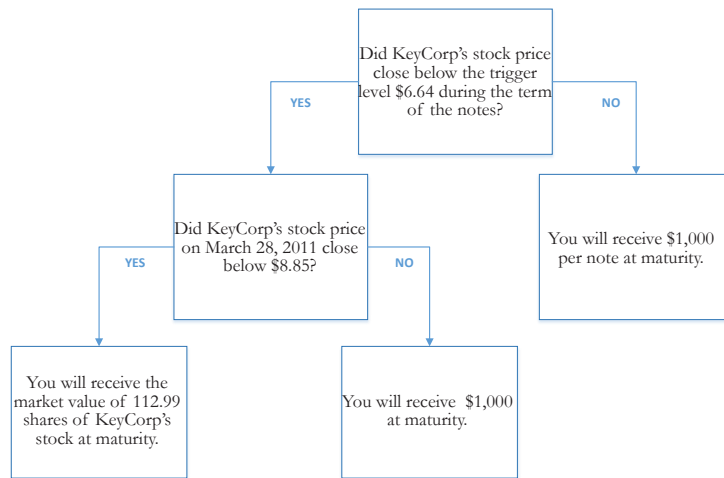 Did KeyCorp's stock price
close below the trigger
level $6.64 during the term
of the notes?
YES
NO
Did KeyCorp's stock price
on March 28, 2011 close
below $8.85?
You will receive $1,000
per note at maturity.
YES
NO
You will receive the
market value of 112.99
shares of KeyCorp's
stock at maturity.
You will receive $1,000
at maturity.